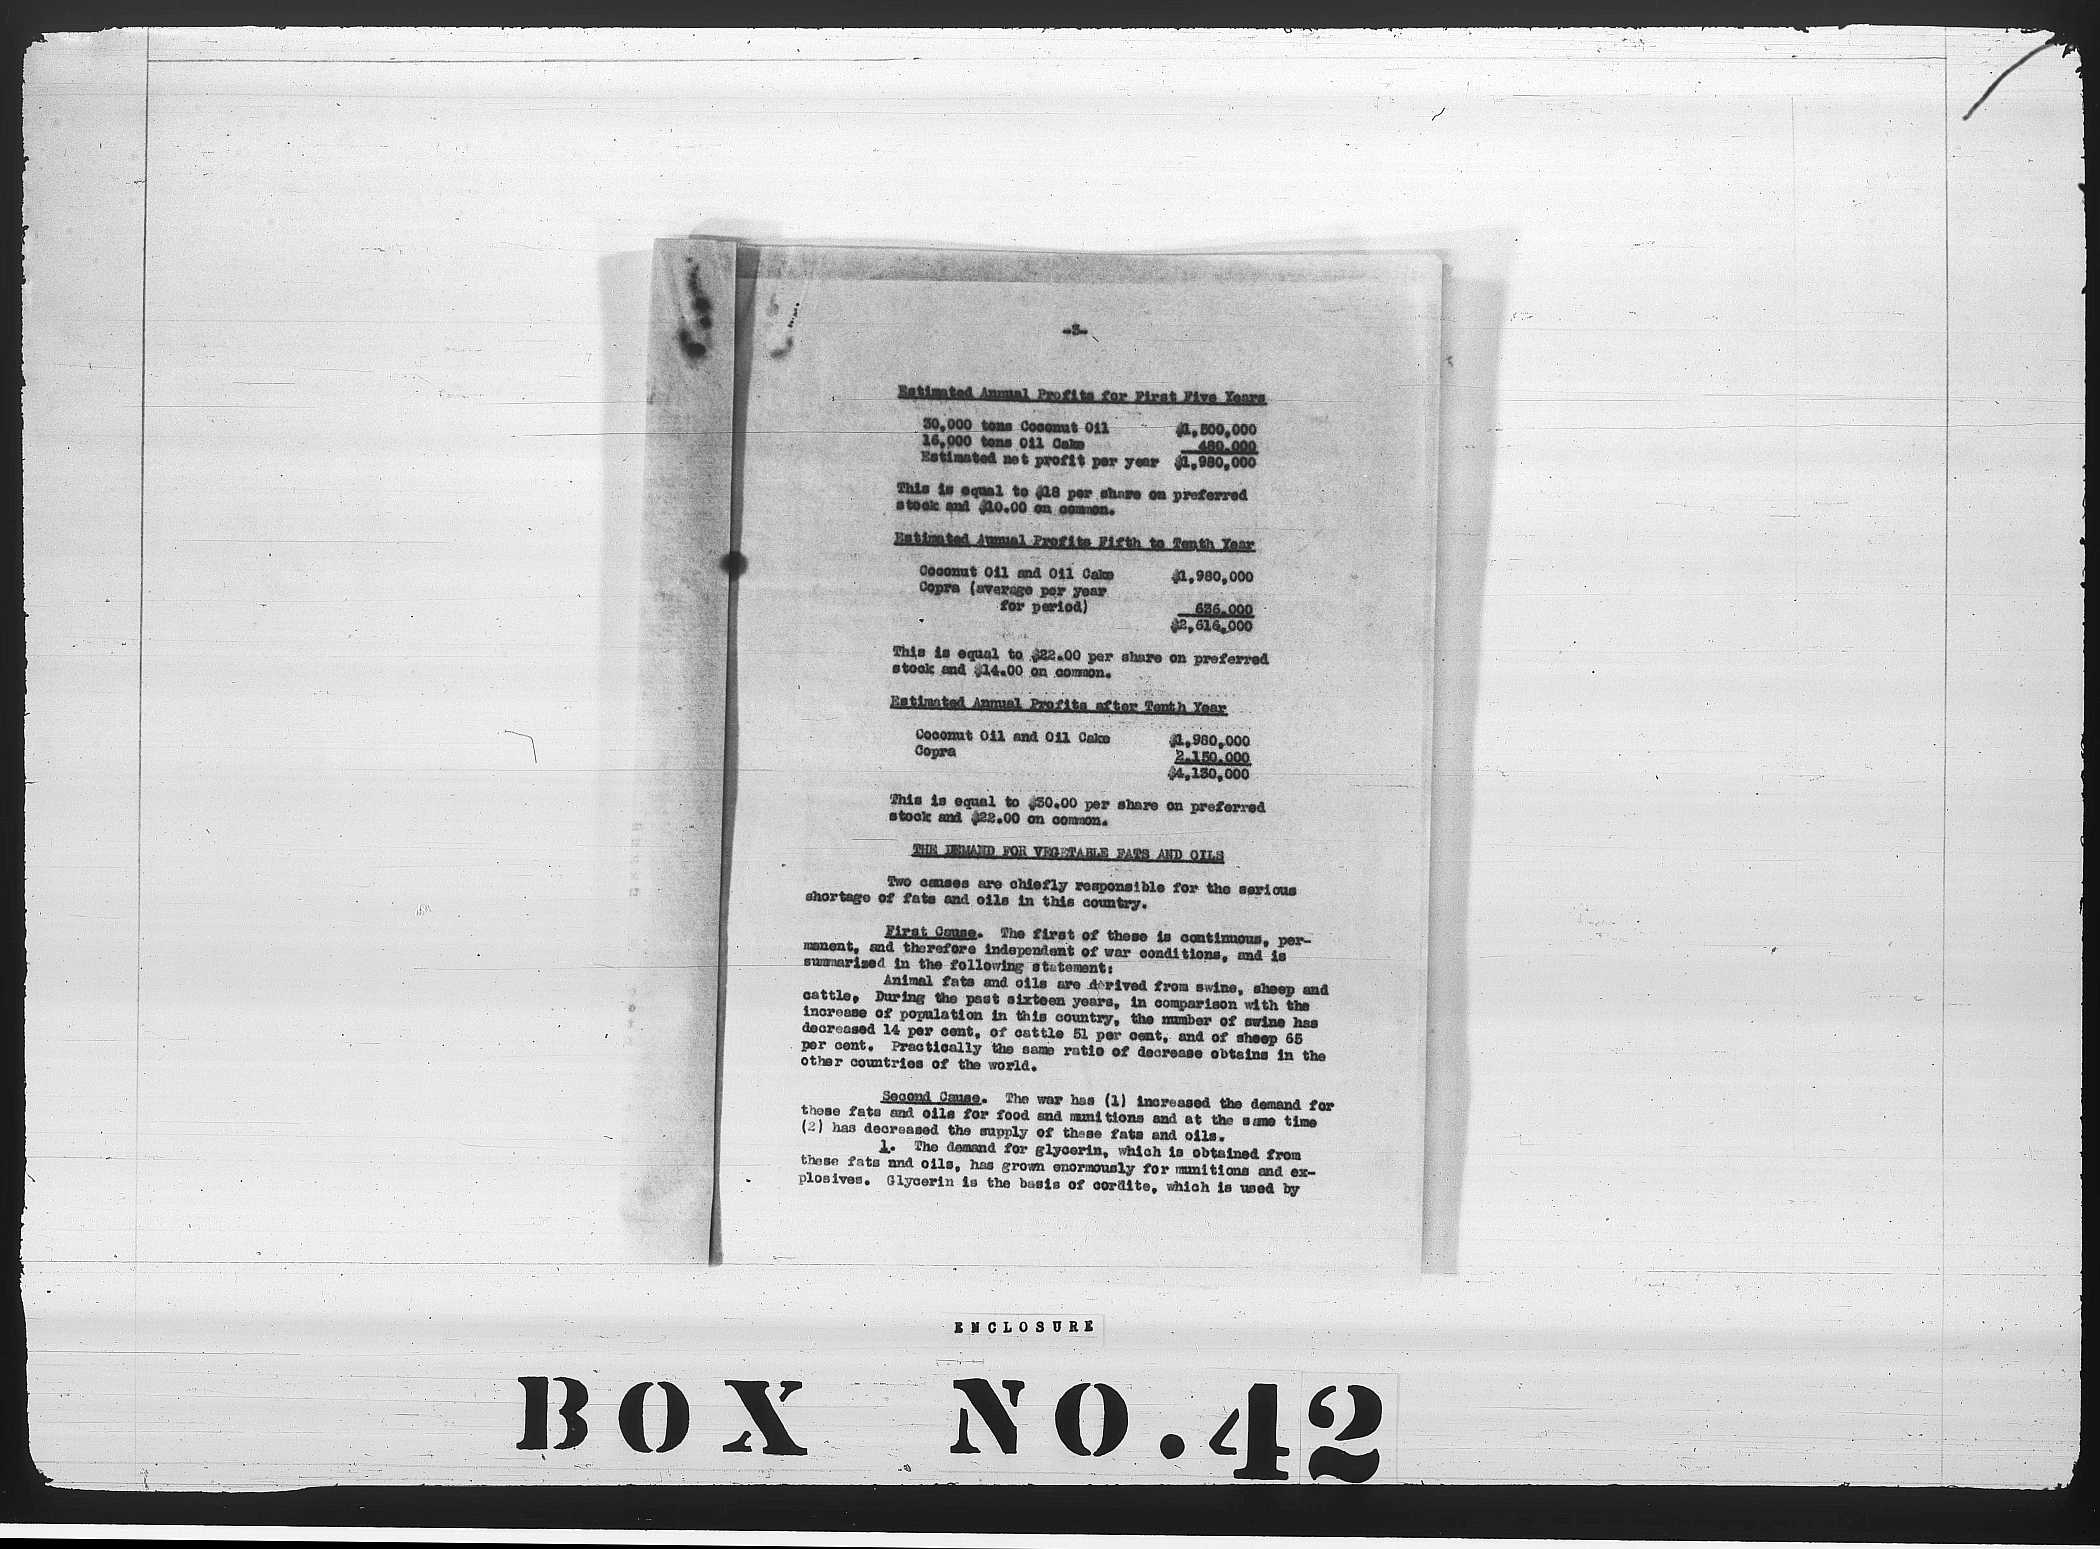 -3-
Estimated Annual Profits for First Five Years
30,000 tons Coconut Oil $1,500,000
16,000 tons Oil Cake 480.000
Estimated net profit per year $1,980,000
This is equal to $18 per share on preferred
stock and $10.00 on common.
Estimated Annual Profits Fifth to Tenth Year
Coconut Oil and Oil Cake $1,980,000
Copra (average per year
for period) 636.000
$2,616,000
This is equal to $22.00 per share on preferred
stock and $14.00 on common.
Estimated Annual Profits after Tenth Year
Coconut Oil and Oil Cake $1,980,000
Copra 2.150.000
$4,130,000
This is equal to $30.00 per share on preferred
stock and $22.00 on common.
THE DEMAND FOR VEGETABLE FATS AND OILS
Two causes are chiefly responsible for the serious
shortage of fats and oils in this country.
First Cause. The first of these is continuous, per-
manent, and therefore independent of war conditions, and is
summarized in the following statement:
Animal fats and oils are derived from swine, sheep and
cattle. During the past sixteen years, in comparison with the
increase of population in this country, the number of swine has
decreased 14 per cent, of cattle 51 per cent, and of sheep 65
per cent. Practically the same ratio of decrease obtains in the
other countries of the world.
Second Cause. The war has (1) increased the demand for
these fats and oils for food and munitions and at the same time
(2) has decreased the supply of these fats and oils.
1. The demand for glycerin, which is obtained from
these fats and oils, has grown enormously for munitions and ex-
plosives. Glycerin is the basis of cordite, which is used by
ENCLOSURE
BOX NO.42